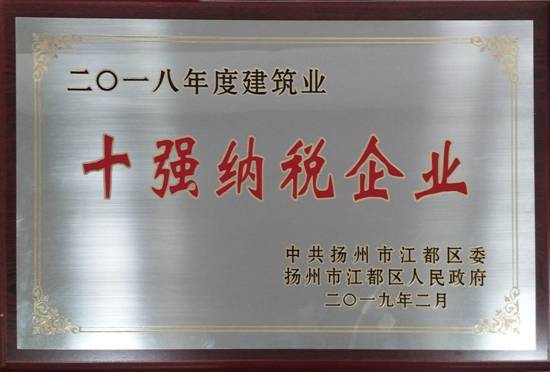 二〇一八年度建筑业
十强纳税企业
中共扬州市江都区委
扬州市江都区人民政府
二〇一九年二月